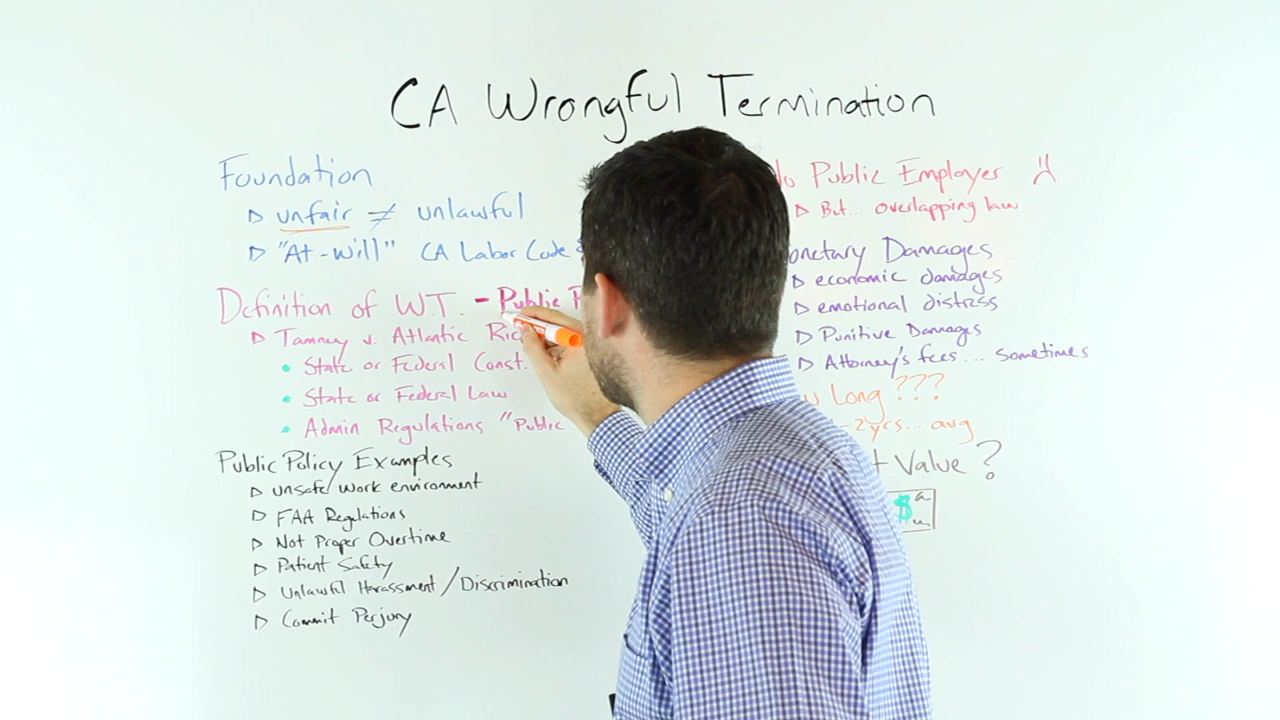 CA Wrongful Termination
Foundation
unfair ≠ unlawful
"At-Will" CA Labor Code
Definition of W.T. - Public
Tamney v. Atlantic
State or Federal Const.
State or Federal Law
Admin Regulations "Public
Public Policy Examples
unsafe work environment
FAA Regulations
Not Proper Overtime
Patient Safety
Unlawful Harassment/Discrimination
Commit Perjury
Public Employer
But... overlapping law
Damages
economic damages
emotional distress
Punitive Damages
Attorney's fees... sometimes
Long ???
2yrs... avg
Value?
$